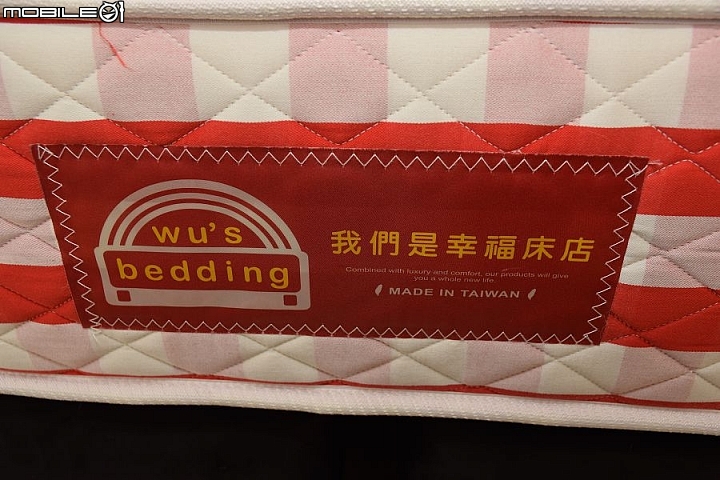 MOBILE01
wu's
bedding
我們是幸福床店
Combined with luxury and comfort, our products will give
you a whole new life.
MADE IN TAIWAN